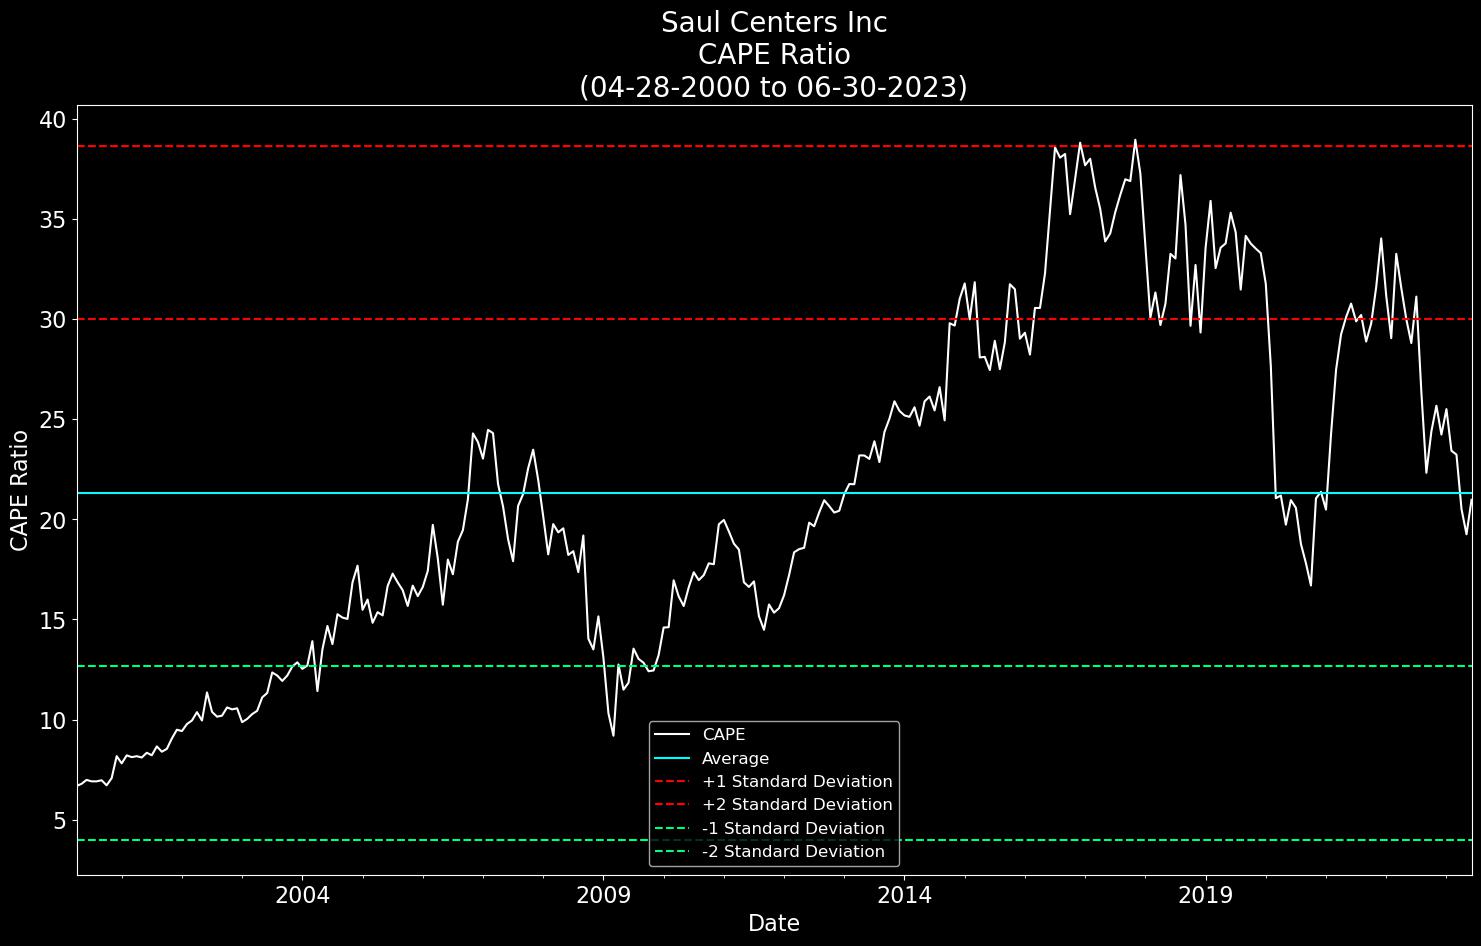 Saul Centers Inc
CAPE Ratio
(04-28-2000 to 06-30-2023)
CAPE Ratio
40
35
30
25
20
15
10
5
CAPE
Average
+1 Standard Deviation
+2 Standard Deviation
-1 Standard Deviation
-2 Standard Deviation
2004
2009
2014
2019
Date